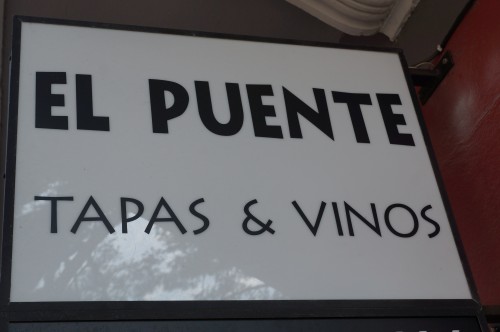 EL PUENTE
TAPAS & VINOS